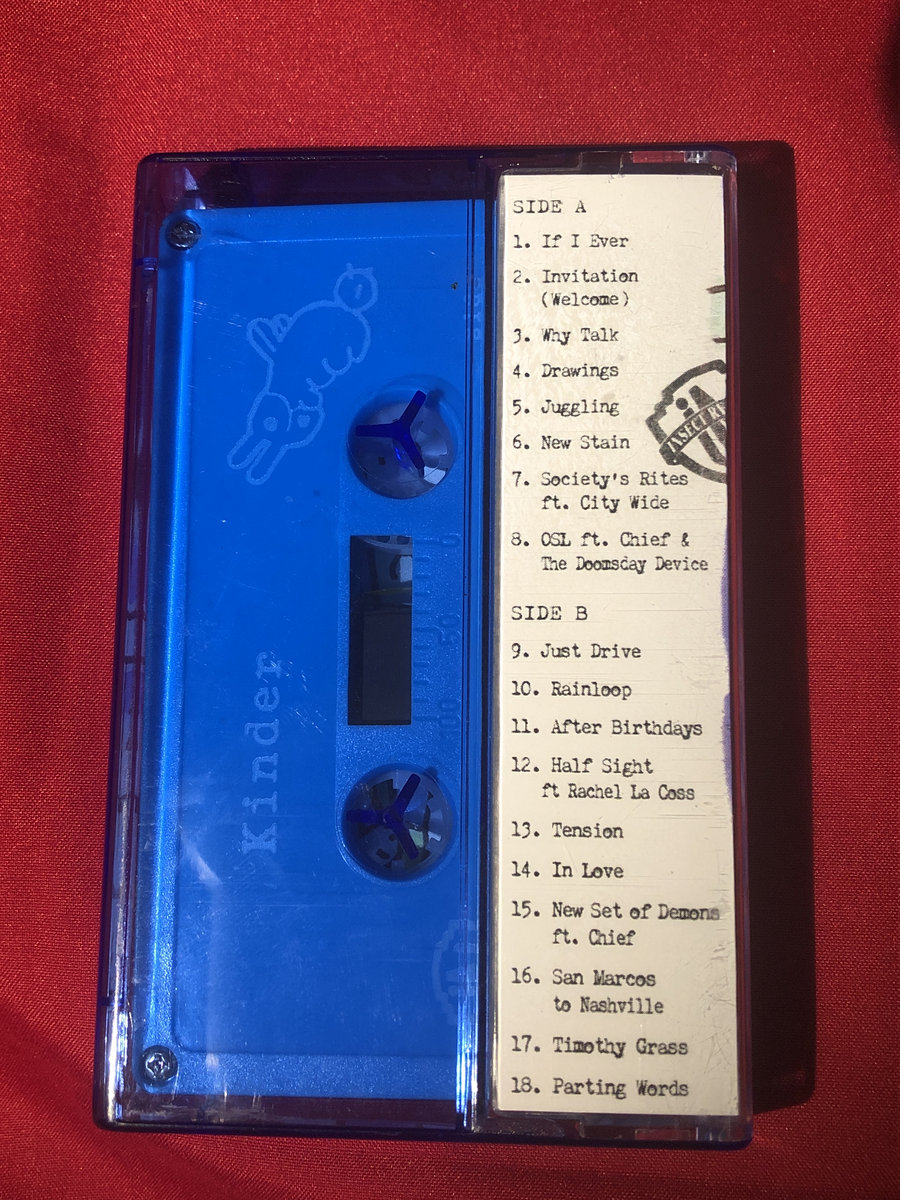 Kinder
100 50 0
SIDE A
1. If I Ever
2. Invitation
(Welcome)
3. Why Talk
4. Drawings
5. Juggling
6. New Stain
7. Society's Rites
ft. City Wide
8. OSL ft. Chief &
The Doomsday Device
SIDE B
9. Just Drive
10. Rainloop
11. After Birthdays
12. Half Sight
ft Rachel La Coss
13. Tension
14. In Love
15. New Set of Demons
ft. Chief
16. San Marcos
to Nashville
17. Timothy Grass
18. Parting Words